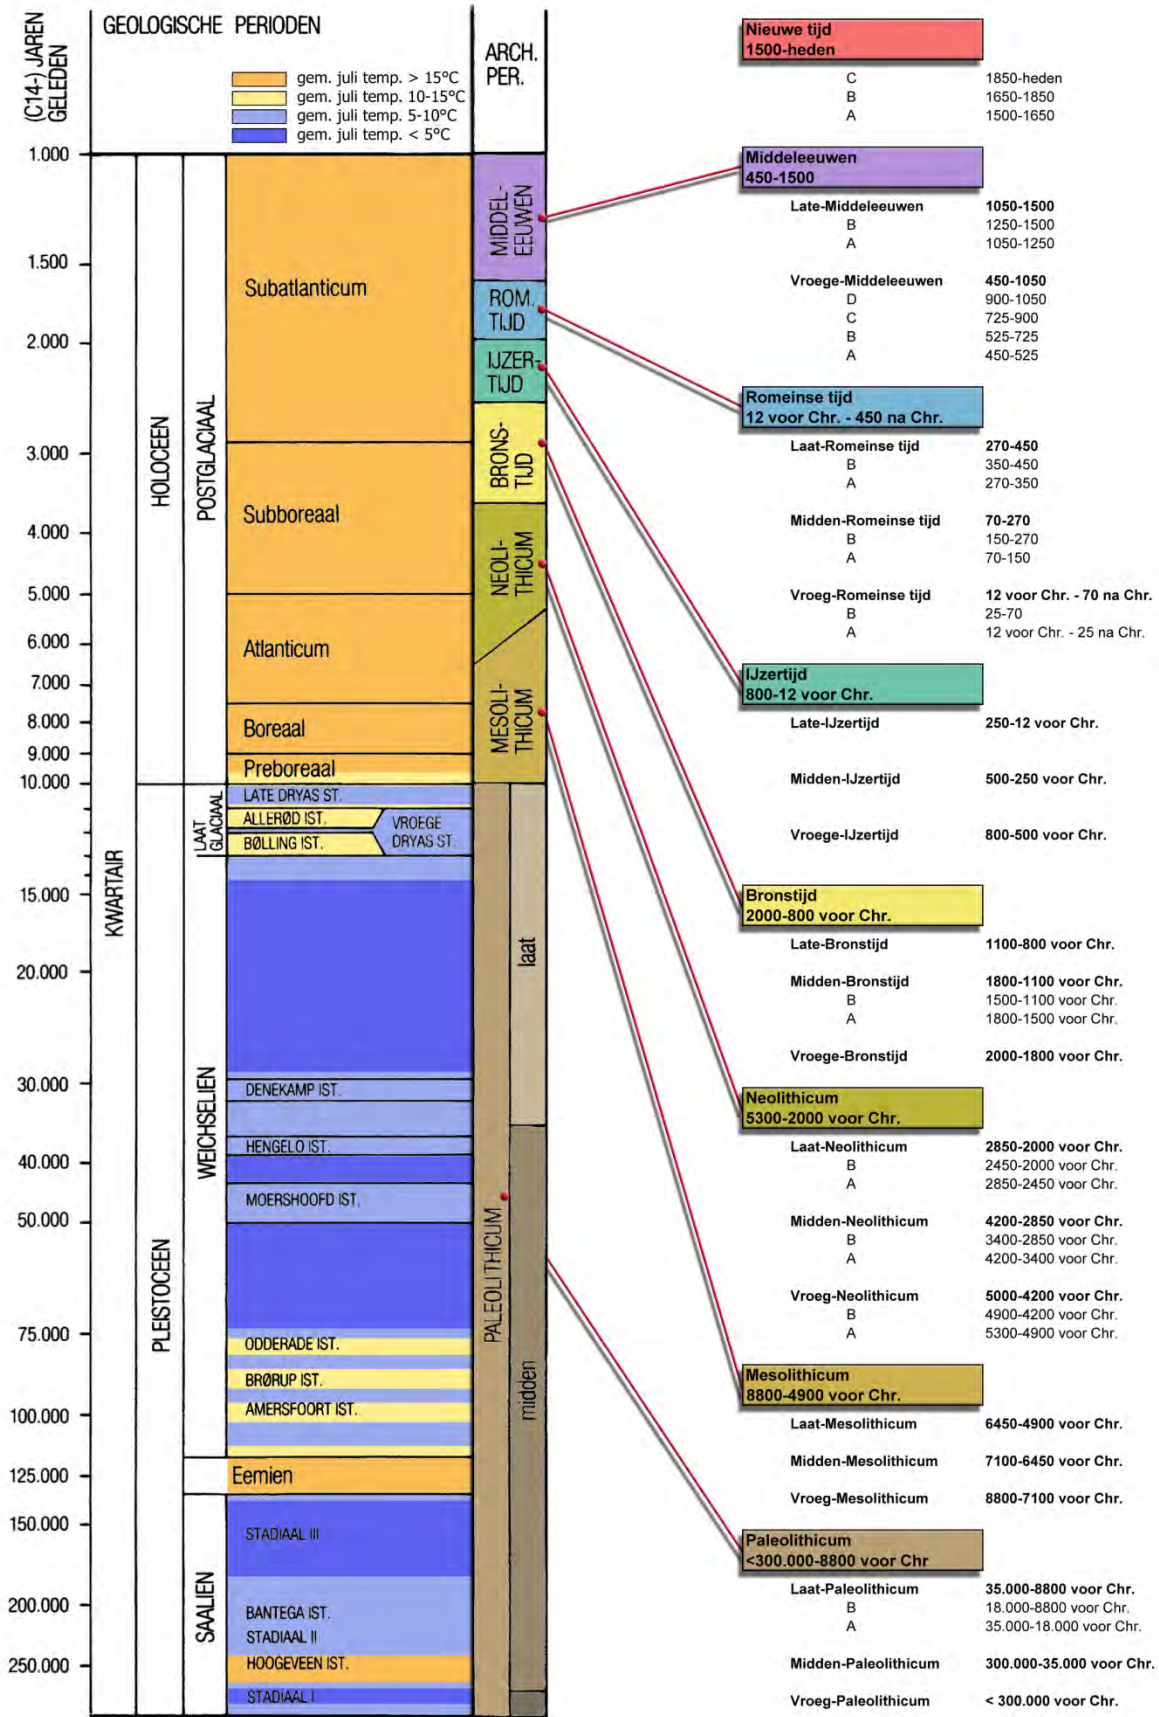 (C14-) JAREN
GELEDEN
GEOLOGISCHE PERIODEN
gem. juli temp. > 15°C
gem. juli temp. 10-15°C
gem. juli temp. 5-10°C
gem. juli temp. < 5°C
ARCH.
PER.
1.000
1.500
2.000
3.000
4.000
5.000
6.000
7.000
8.000
9.000
10.000
15.000
20.000
30.000
40.000
50.000
75.000
100.000
125.000
150.000
200.000
250.000
KWARTAIR
HOLOCEEN
PLEISTOCEEN
POSTGLACIAAL
LAAT
GLACIAAL
WEICHSELIEN
SAALIEN
Subatlanticum
Subboreaal
Atlanticum
Boreaal
Preboreaal
LATE DRYAS ST.
ALLERØD IST.
VROEGE
DRYAS ST.
BØLLING IST.
DENEKAMP IST.
HENGELO IST.
MOERSHOOFD IST.
ODDERADE IST.
BRØRUP IST.
AMERSFOORT IST.
Eemien
STADIAAL III
BANTEGA IST.
STADIAAL II
HOOGEVEEN IST.
STADIAAL I
MIDDEL-
EEUWEN
ROM.
TIJD
IJZER-
TIJD
BRONS-
TIJD
NEOLI-
THICUM
MESOLI-
THICUM
PALEOLITHICUM
laat
midden
Nieuwe tijd
1500-heden
C 1850-heden
B 1650-1850
A 1500-1650
Middeleeuwen
450-1500
Late-Middeleeuwen 1050-1500
B 1250-1500
A 1050-1250
Vroege-Middeleeuwen 450-1050
D 900-1050
C 725-900
B 525-725
A 450-525
Romeinse tijd
12 voor Chr. - 450 na Chr.
Laat-Romeinse tijd 270-450
B 350-450
A 270-350
Midden-Romeinse tijd 70-270
B 150-270
A 70-150
Vroeg-Romeinse tijd 12 voor Chr. - 70 na Chr.
B 25-70
A 12 voor Chr. - 25 na Chr.
IJzertijd
800-12 voor Chr.
Late-IJzertijd 250-12 voor Chr.
Midden-IJzertijd 500-250 voor Chr.
Vroege-IJzertijd 800-500 voor Chr.
Bronstijd
2000-800 voor Chr.
Late-Bronstijd 1100-800 voor Chr.
Midden-Bronstijd 1800-1100 voor Chr.
B 1500-1100 voor Chr.
A 1800-1500 voor Chr.
Vroege-Bronstijd 2000-1800 voor Chr.
Neolithicum
5300-2000 voor Chr.
Laat-Neolithicum 2850-2000 voor Chr.
B 2450-2000 voor Chr.
A 2850-2450 voor Chr.
Midden-Neolithicum 4200-2850 voor Chr.
B 3400-2850 voor Chr.
A 4200-3400 voor Chr.
Vroeg-Neolithicum 5000-4200 voor Chr.
B 4900-4200 voor Chr.
A 5300-4900 voor Chr.
Mesolithicum
8800-4900 voor Chr.
Laat-Mesolithicum 6450-4900 voor Chr.
Midden-Mesolithicum 7100-6450 voor Chr.
Vroeg-Mesolithicum 8800-7100 voor Chr.
Paleolithicum
<300.000-8800 voor Chr
Laat-Paleolithicum 35.000-8800 voor Chr.
B 18.000-8800 voor Chr.
A 35.000-18.000 voor Chr.
Midden-Paleolithicum 300.000-35.000 voor Chr.
Vroeg-Paleolithicum < 300.000 voor Chr.